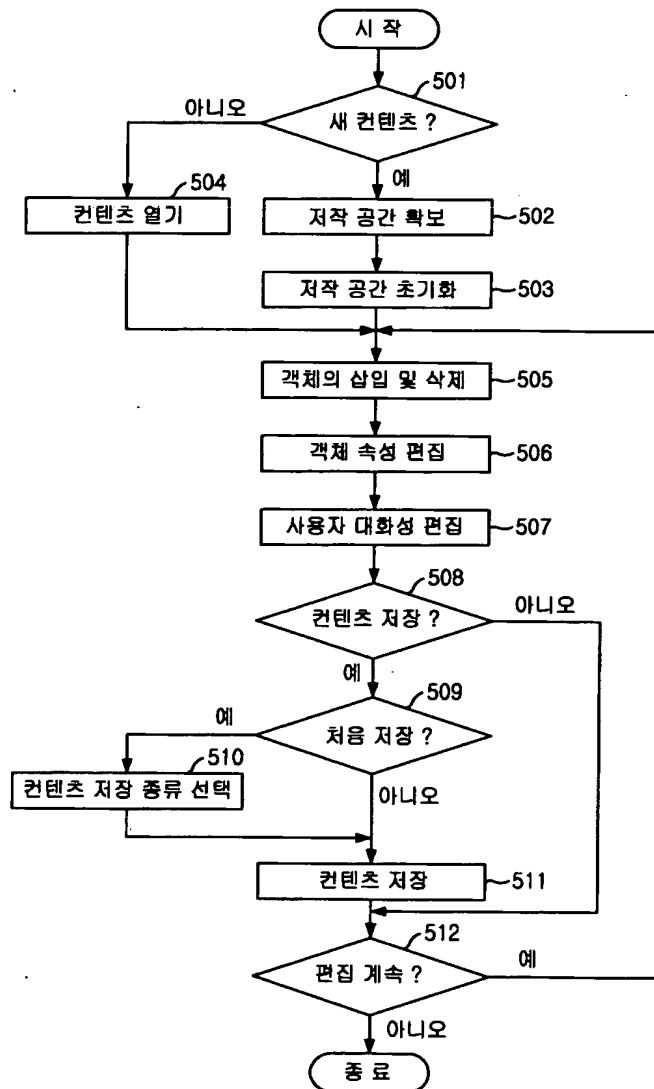 시 작
501
아니오
새 컨텐츠 ?
예
504
컨텐츠 열기
저작 공간 확보
502
저작 공간 초기화
503
객체의 삽입 및 삭제
505
객체 속성 편집
506
사용자 대화성 편집
507
508
컨텐츠 저장 ?
아니오
예
509
예
처음 저장 ?
510
컨텐츠 저장 종류 선택
아니오
컨텐츠 저장
511
512
편집 계속 ?
예
아니오
종 료